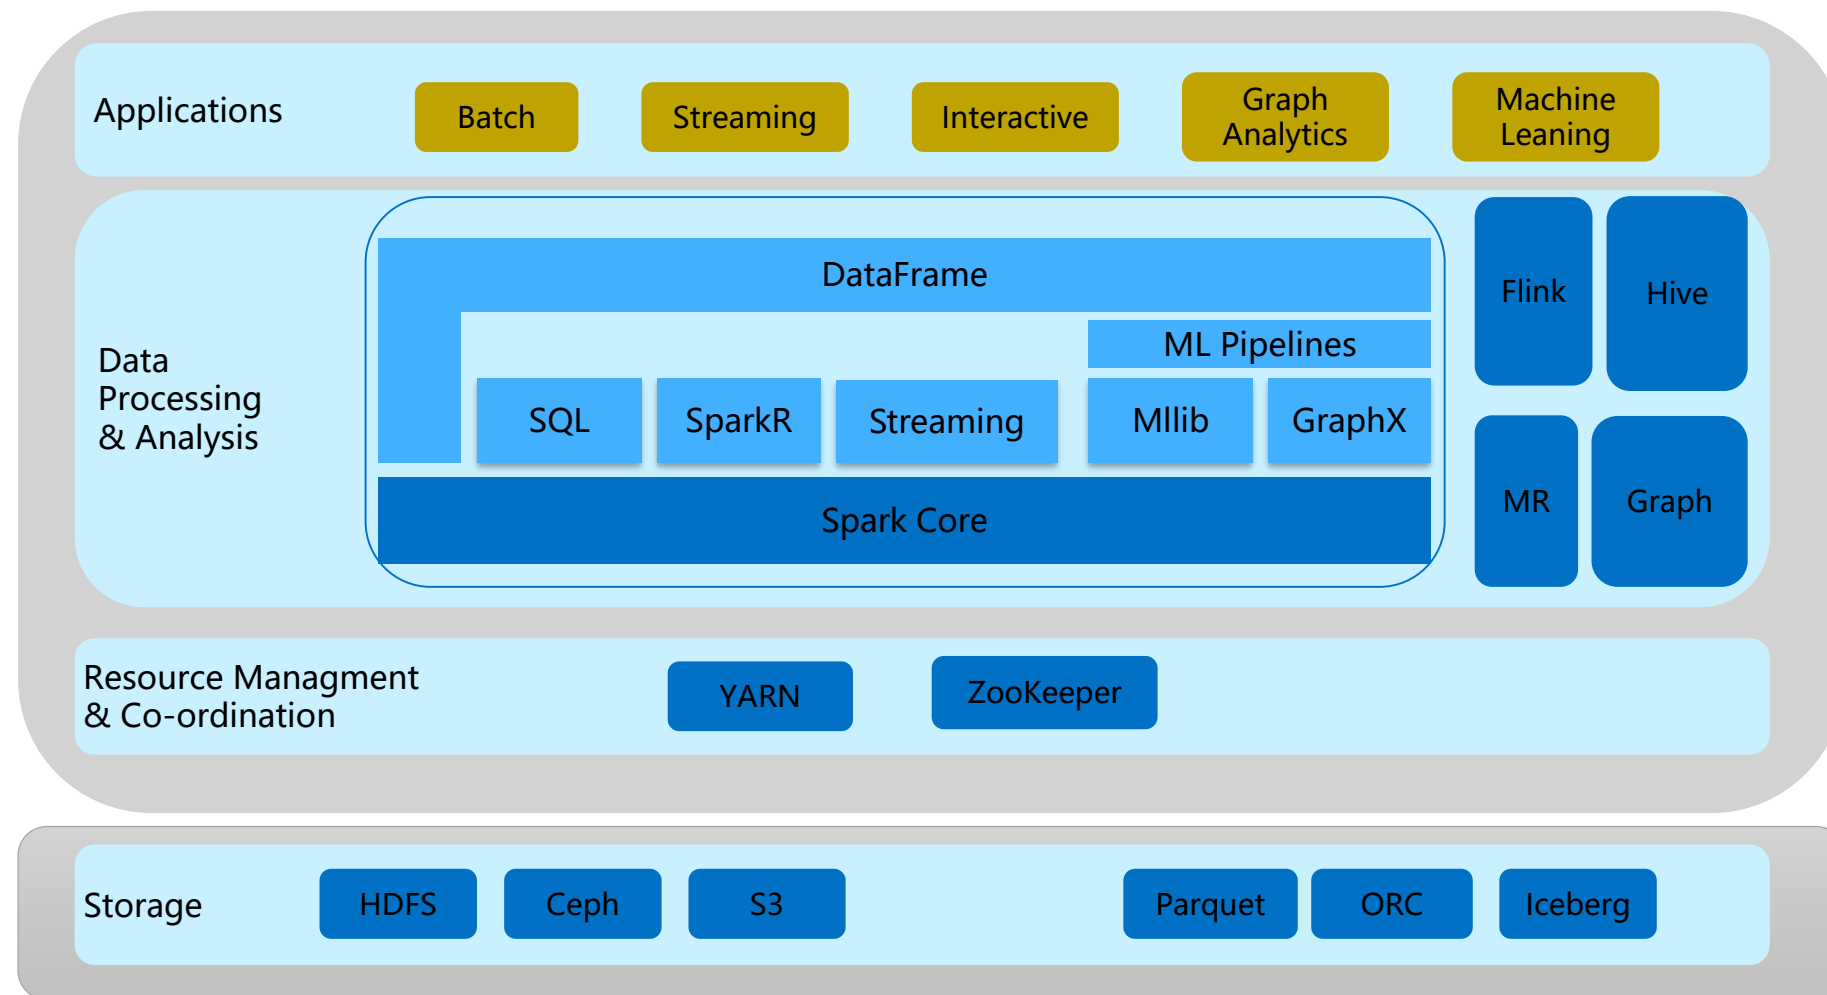 Applications
Batch
Streaming
Interactive
Graph
Analytics
Machine
Leaning
Data
Processing
& Analysis
DataFrame
ML Pipelines
SQL
SparkR
Streaming
Mllib
GraphX
Spark Core
Flink
Hive
MR
Graph
Resource Managment
& Co-ordination
YARN
ZooKeeper
Storage
HDFS
Ceph
S3
Parquet
ORC
Iceberg